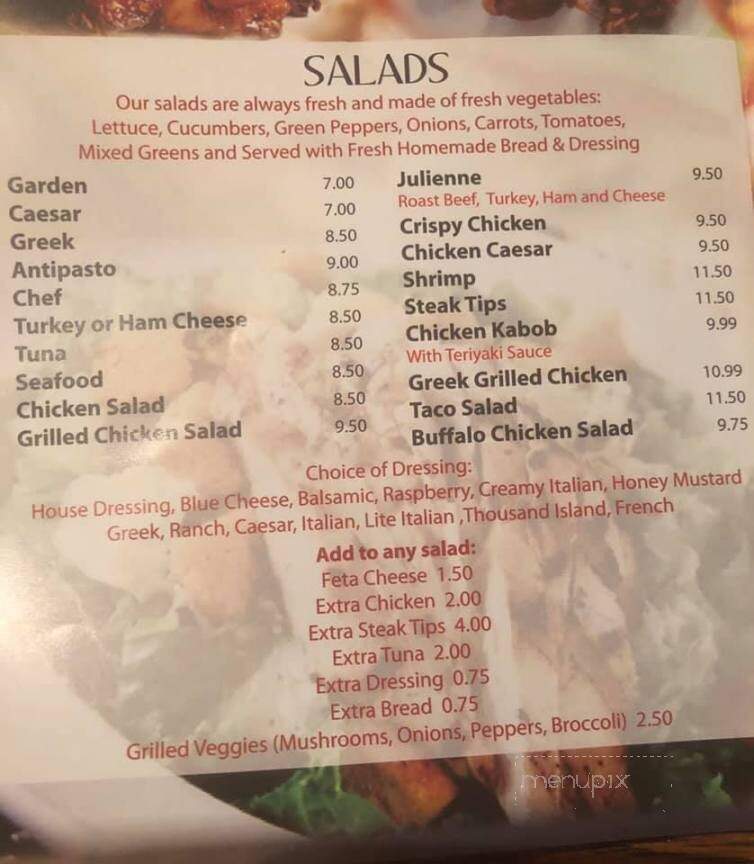 SALADS
Our salads are always fresh and made of fresh vegetables:
Lettuce, Cucumbers, Green Peppers, Onions, Carrots, Tomatoes,
Mixed Greens and Served with Fresh Homemade Bread & Dressing
Garden 7.00
Caesar 7.00
Greek 8.50
Antipasto 9.00
Chef 8.75
Turkey or Ham Cheese 8.50
Tuna 8.50
Seafood 8.50
Chicken Salad 8.50
Grilled Chicken Salad 9.50
Julienne 9.50
Roast Beef, Turkey, Ham and Cheese
Crispy Chicken 9.50
Chicken Caesar 9.50
Shrimp 11.50
Steak Tips 11.50
Chicken Kabob 9.99
With Teriyaki Sauce
Greek Grilled Chicken 10.99
Taco Salad 11.50
Buffalo Chicken Salad 9.75
Choice of Dressing:
House Dressing, Blue Cheese, Balsamic, Raspberry, Creamy Italian, Honey Mustard
Greek, Ranch, Caesar, Italian, Lite Italian ,Thousand Island, French
Add to any salad:
Feta Cheese 1.50
Extra Chicken 2.00
Extra Steak Tips 4.00
Extra Tuna 2.00
Extra Dressing 0.75
Extra Bread 0.75
Grilled Veggies (Mushrooms, Onions, Peppers, Broccoli) 2.50
menupix